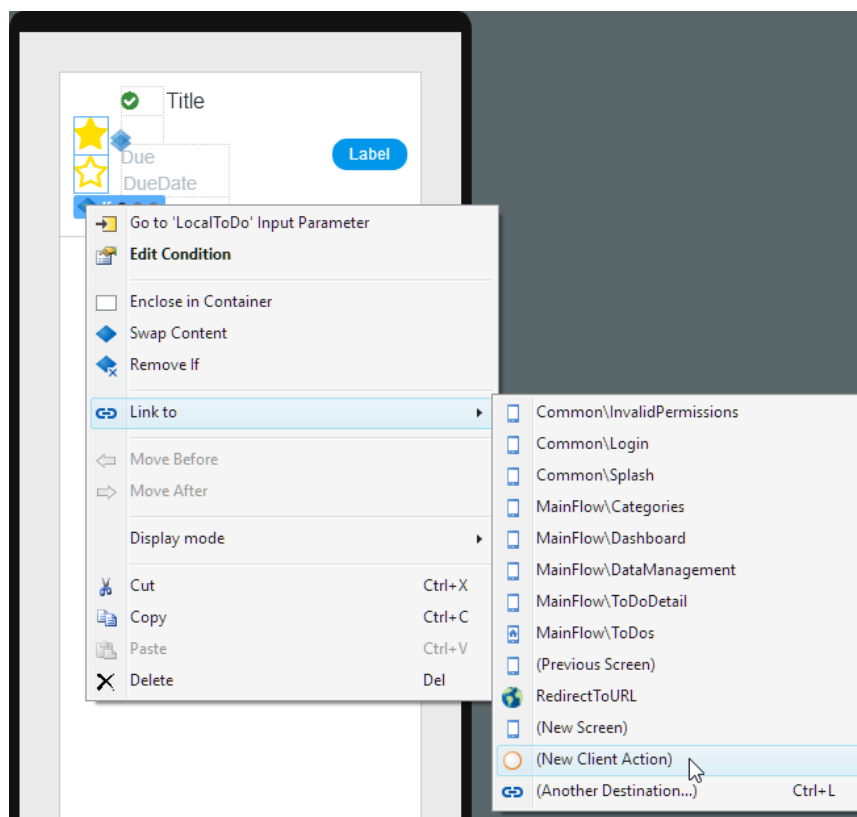 Title
Due
Label
DueDate
If
Go to 'LocalToDo' Input Parameter
Edit Condition
Enclose in Container
Swap Content
Remove If
Link to
Move Before
Move After
Display mode
Cut Ctrl+X
Copy Ctrl+C
Paste Ctrl+V
Delete Del
Common\InvalidPermissions
Common\Login
Common\Splash
MainFlow\Categories
MainFlow\Dashboard
MainFlow\DataManagement
MainFlow\ToDoDetail
MainFlow\ToDos
(Previous Screen)
RedirectToURL
(New Screen)
(New Client Action)
(Another Destination...) Ctrl+L